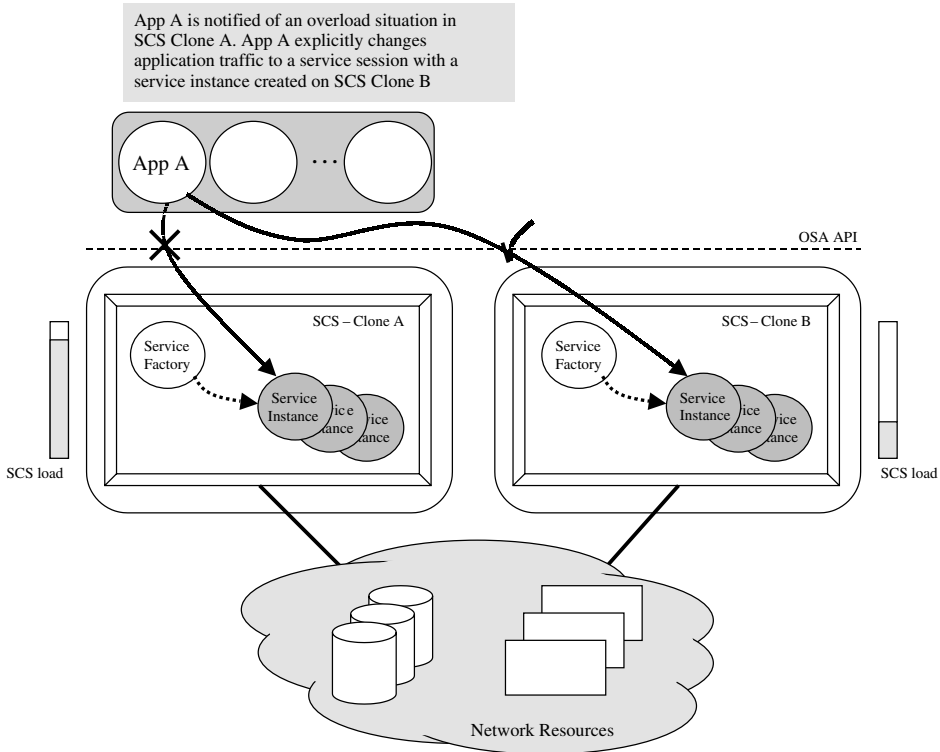 App A is notified of an overload situation in
SCS Clone A. App A explicitly changes
application traffic to a service session with a
service instance created on SCS Clone B
App A
...
OSA API
SCS – Clone A
Service
Factory
Service
Instance
SCS load
SCS – Clone B
Service
Factory
Service
Instance
SCS load
Network Resources